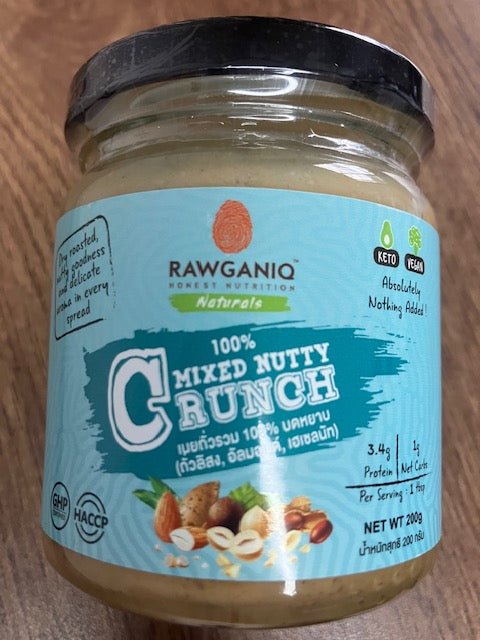 RAWGANIQ™
HONEST NUTRITION
Naturals
Dry roasted,
nutty goodness
and delicate
aroma in every
spread
KETO VEGAN
Absolutely
Nothing Added!
100%
MIXED NUTTY
CRUNCH
เนยถั่วรวม 100% บดหยาบ
(ถั่วลิสง, อัลมอนด์, เฮเซลนัท)
3.4g 1g
Protein Net Carbs
Per Serving : 1 tbsp
GHP
HACCP
NET WT 200g
น้ำหนักสุทธิ 200 กรัม